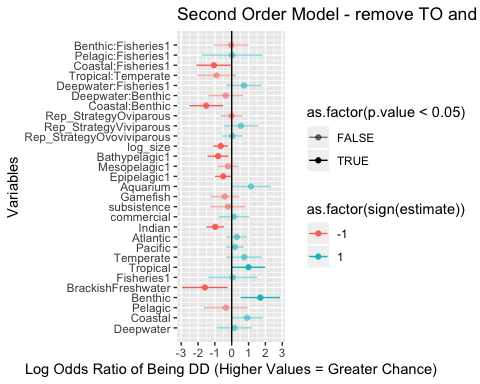 Second Order Model - remove TO and
Variables
Benthic:Fisheries1
Pelagic:Fisheries1
Coastal:Fisheries1
Tropical:Temperate
Deepwater:Fisheries1
Deepwater:Benthic
Coastal:Benthic
Rep_StrategyOviparous
Rep_StrategyViviparous
Rep_StrategyOvoviviparous
log_size
Bathypelagic1
Mesopelagic1
Epipelagic1
Aquarium
Gamefish
subsistence
commercial
Indian
Atlantic
Pacific
Temperate
Tropical
Fisheries1
BrackishFreshwater
Benthic
Pelagic
Coastal
Deepwater
-3 -2 -1 0 1 2 3
Log Odds Ratio of Being DD (Higher Values = Greater Chance)
as.factor(p.value < 0.05)
FALSE
TRUE
as.factor(sign(estimate))
-1
1